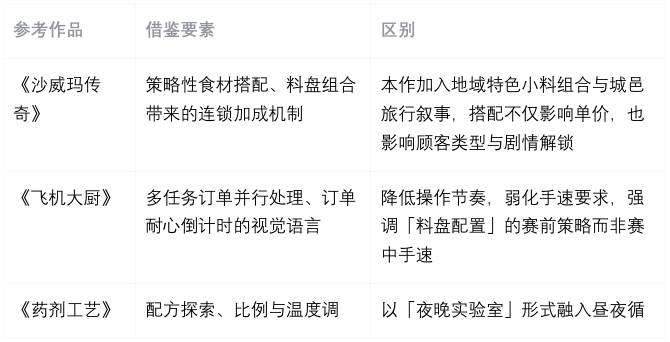 参考作品 借鉴要素 区别
《沙威玛传奇》 策略性食材搭配、料盘组合带来的连锁加成机制 本作加入地域特色小料组合与城邑旅行叙事，搭配不仅影响单价，也影响顾客类型与剧情解锁
《飞机大厨》 多任务订单并行处理、订单耐心倒计时的视觉语言 降低操作节奏，弱化手速要求，强调「料盘配置」的赛前策略而非赛中手速
《药剂工艺》 配方探索、比例与温度调 以「夜晚实验室」形式融入昼夜循